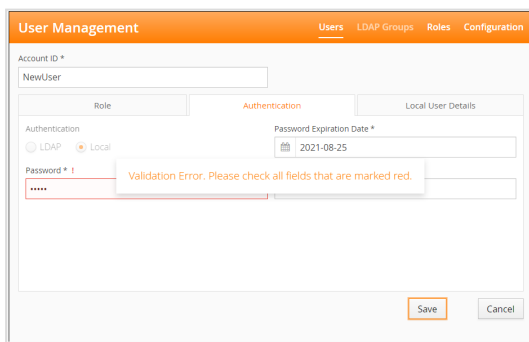 User Management
Users LDAP Groups Roles Configuration
Account ID *
NewUser
Role Authentication Local User Details
Authentication Password Expiration Date *
LDAP Local 2021-08-25
Password * !
Validation Error. Please check all fields that are marked red.
•••••
Save Cancel